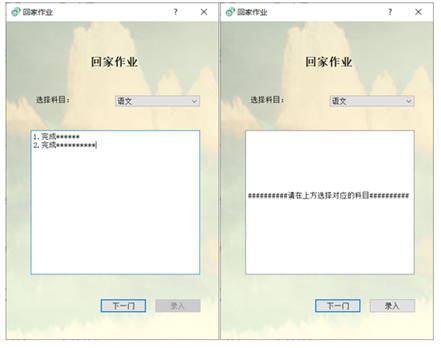 回家作业
?
回家作业
选择科目:
语文
1.完成******
2.完成**********
下一门
录入
回家作业
?
回家作业
选择科目:
语文
##########请在上方选择对应的科目##########
下一门
录入